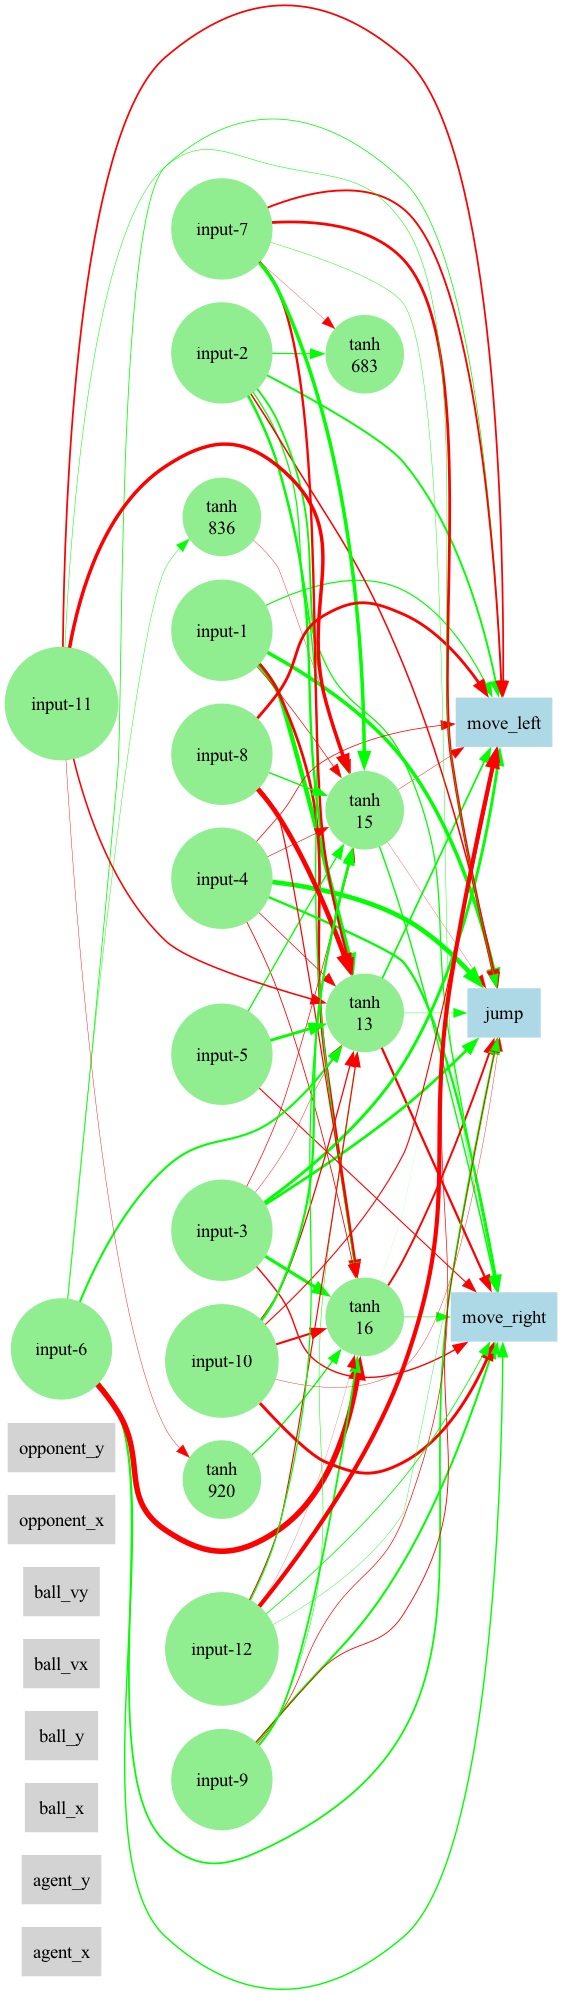 input-7
input-2
tanh
683
tanh
836
input-1
input-11
move_left
input-8
tanh
15
input-4
tanh
13
jump
input-5
input-3
tanh
16
move_right
input-6
input-10
opponent_y
tanh
920
opponent_x
ball_vy
input-12
ball_vx
ball_y
input-9
ball_x
agent_y
agent_x